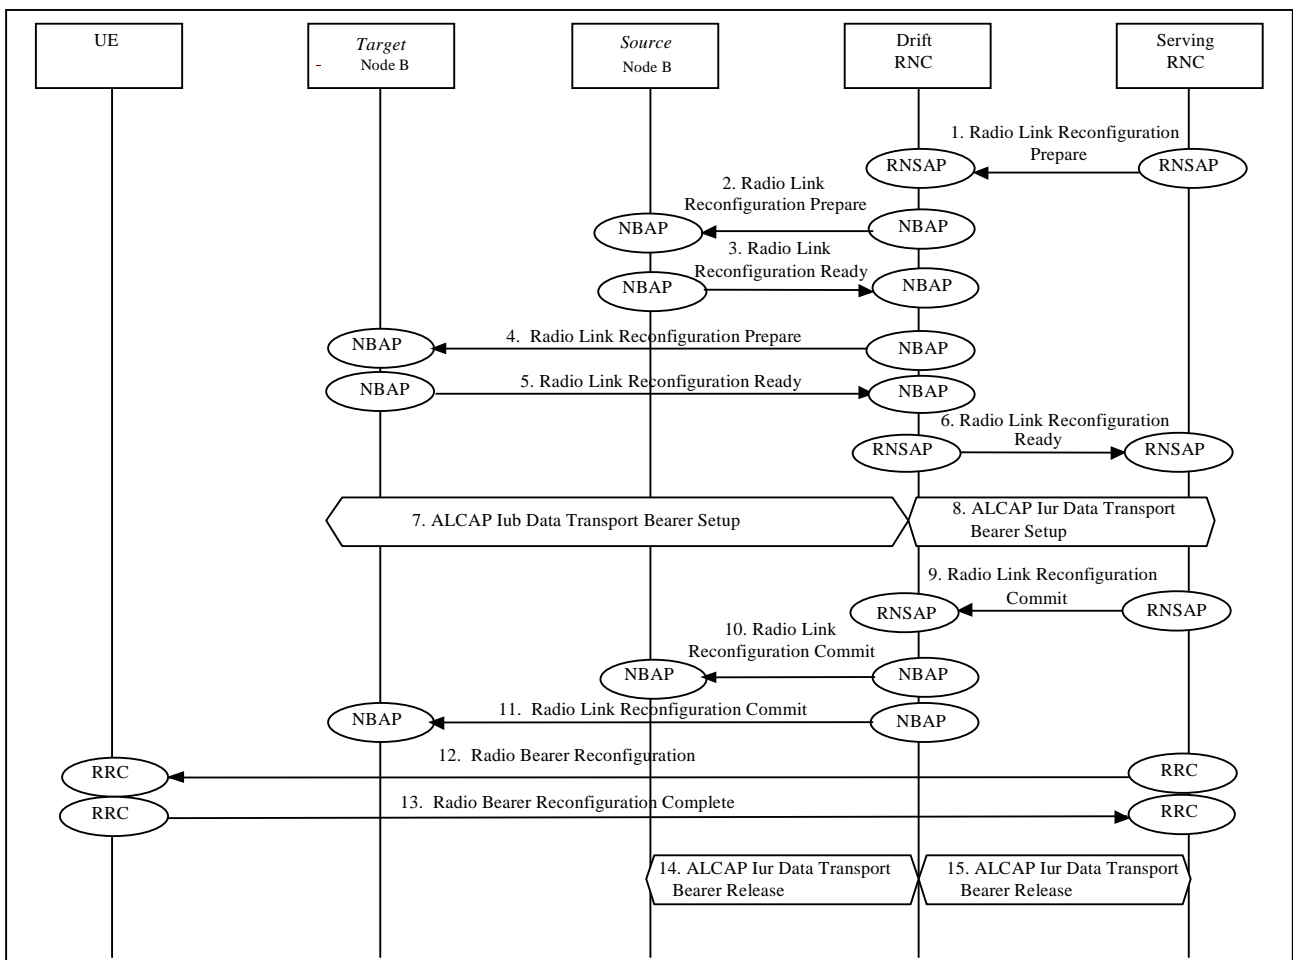 UE
Target
- Node B
Source
Node B
Drift
RNC
Serving
RNC
1. Radio Link Reconfiguration
Prepare
RNSAP
RNSAP
2. Radio Link
Reconfiguration Prepare
NBAP
NBAP
3. Radio Link
Reconfiguration Ready
NBAP
NBAP
4. Radio Link Reconfiguration Prepare
NBAP
NBAP
5. Radio Link Reconfiguration Ready
NBAP
NBAP
6. Radio Link Reconfiguration
Ready
RNSAP
RNSAP
7. ALCAP Iub Data Transport Bearer Setup
8. ALCAP Iur Data Transport
Bearer Setup
9. Radio Link Reconfiguration
Commit
RNSAP
RNSAP
10. Radio Link
Reconfiguration Commit
NBAP
NBAP
11. Radio Link Reconfiguration Commit
NBAP
NBAP
12. Radio Bearer Reconfiguration
RRC
RRC
13. Radio Bearer Reconfiguration Complete
RRC
RRC
14. ALCAP Iur Data Transport
Bearer Release
15. ALCAP Iur Data Transport
Bearer Release